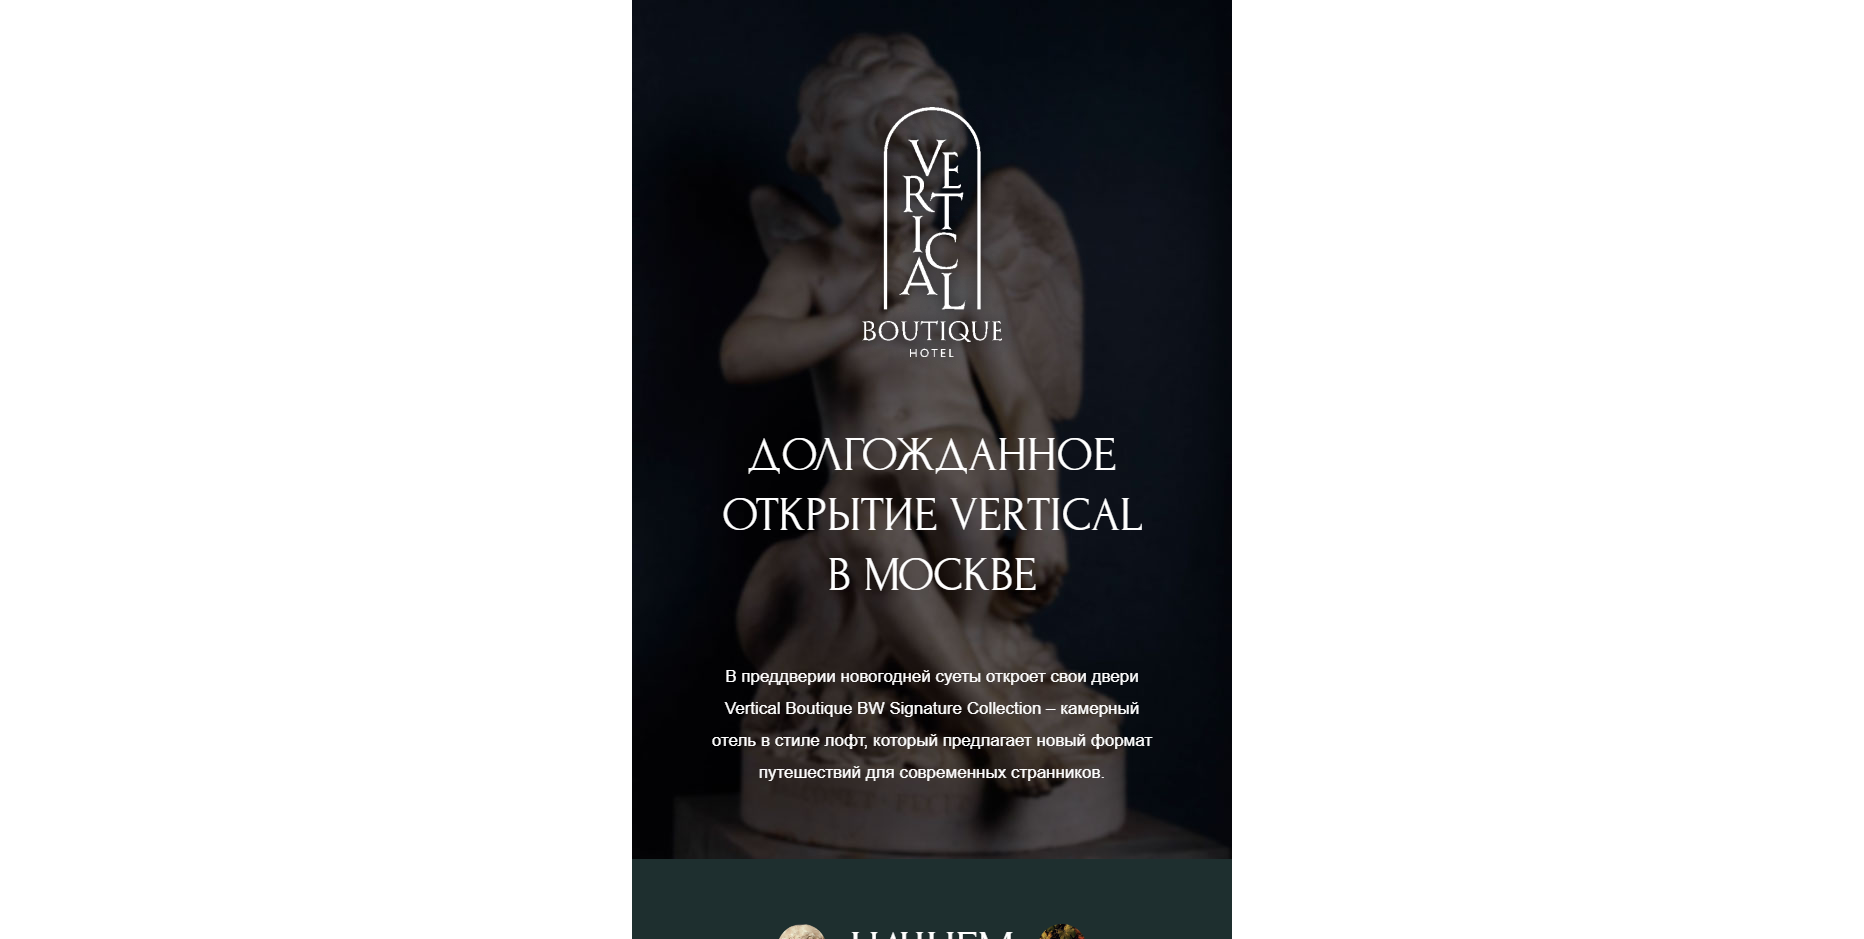 VERTICAL
BOUTIQUE
HOTEL
ДОЛГОЖДАННОЕ
ОТКРЫТИЕ VERTICAL
В МОСКВЕ
В преддверии новогодней суеты откроет свои двери
Vertical Boutique BW Signature Collection – камерный
отель в стиле лофт, который предлагает новый формат
путешествий для современных странников.